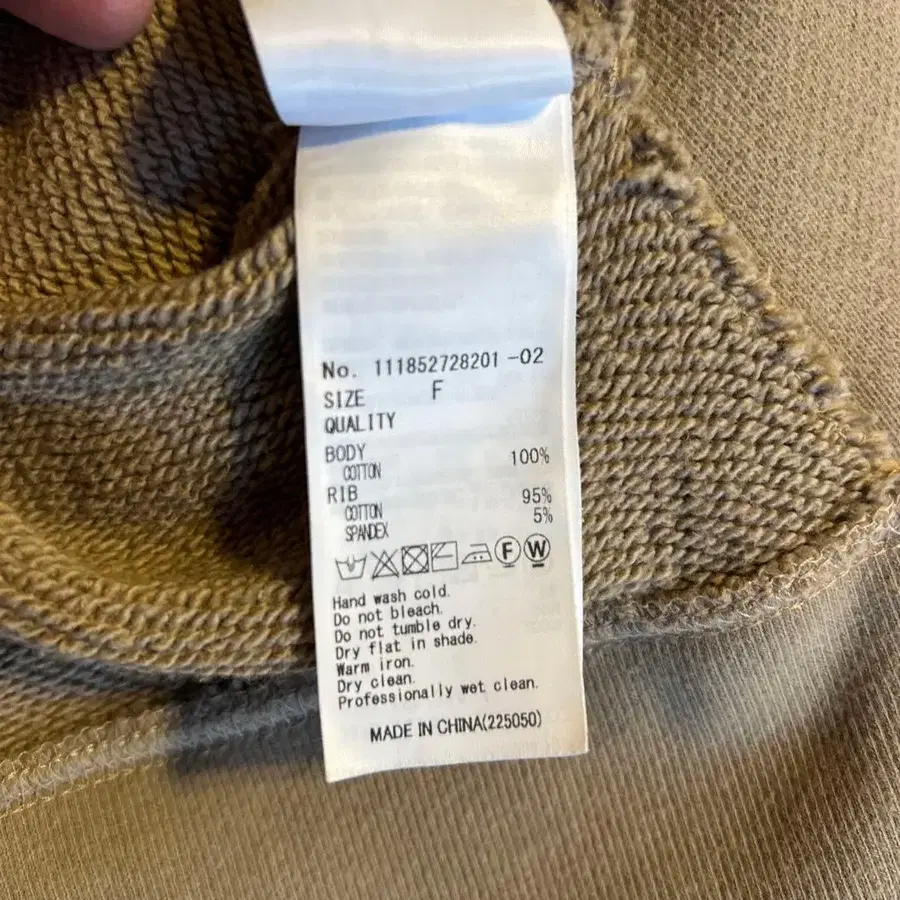 No. 111852728201 -02
SIZE F
QUALITY
BODY
COTTON 100%
RIB
COTTON 95%
SPANDEX 5%
F W
Hand wash cold.
Do not bleach.
Do not tumble dry.
Dry flat in shade.
Warm iron.
Dry clean.
Professionally wet clean.
MADE IN CHINA(225050)